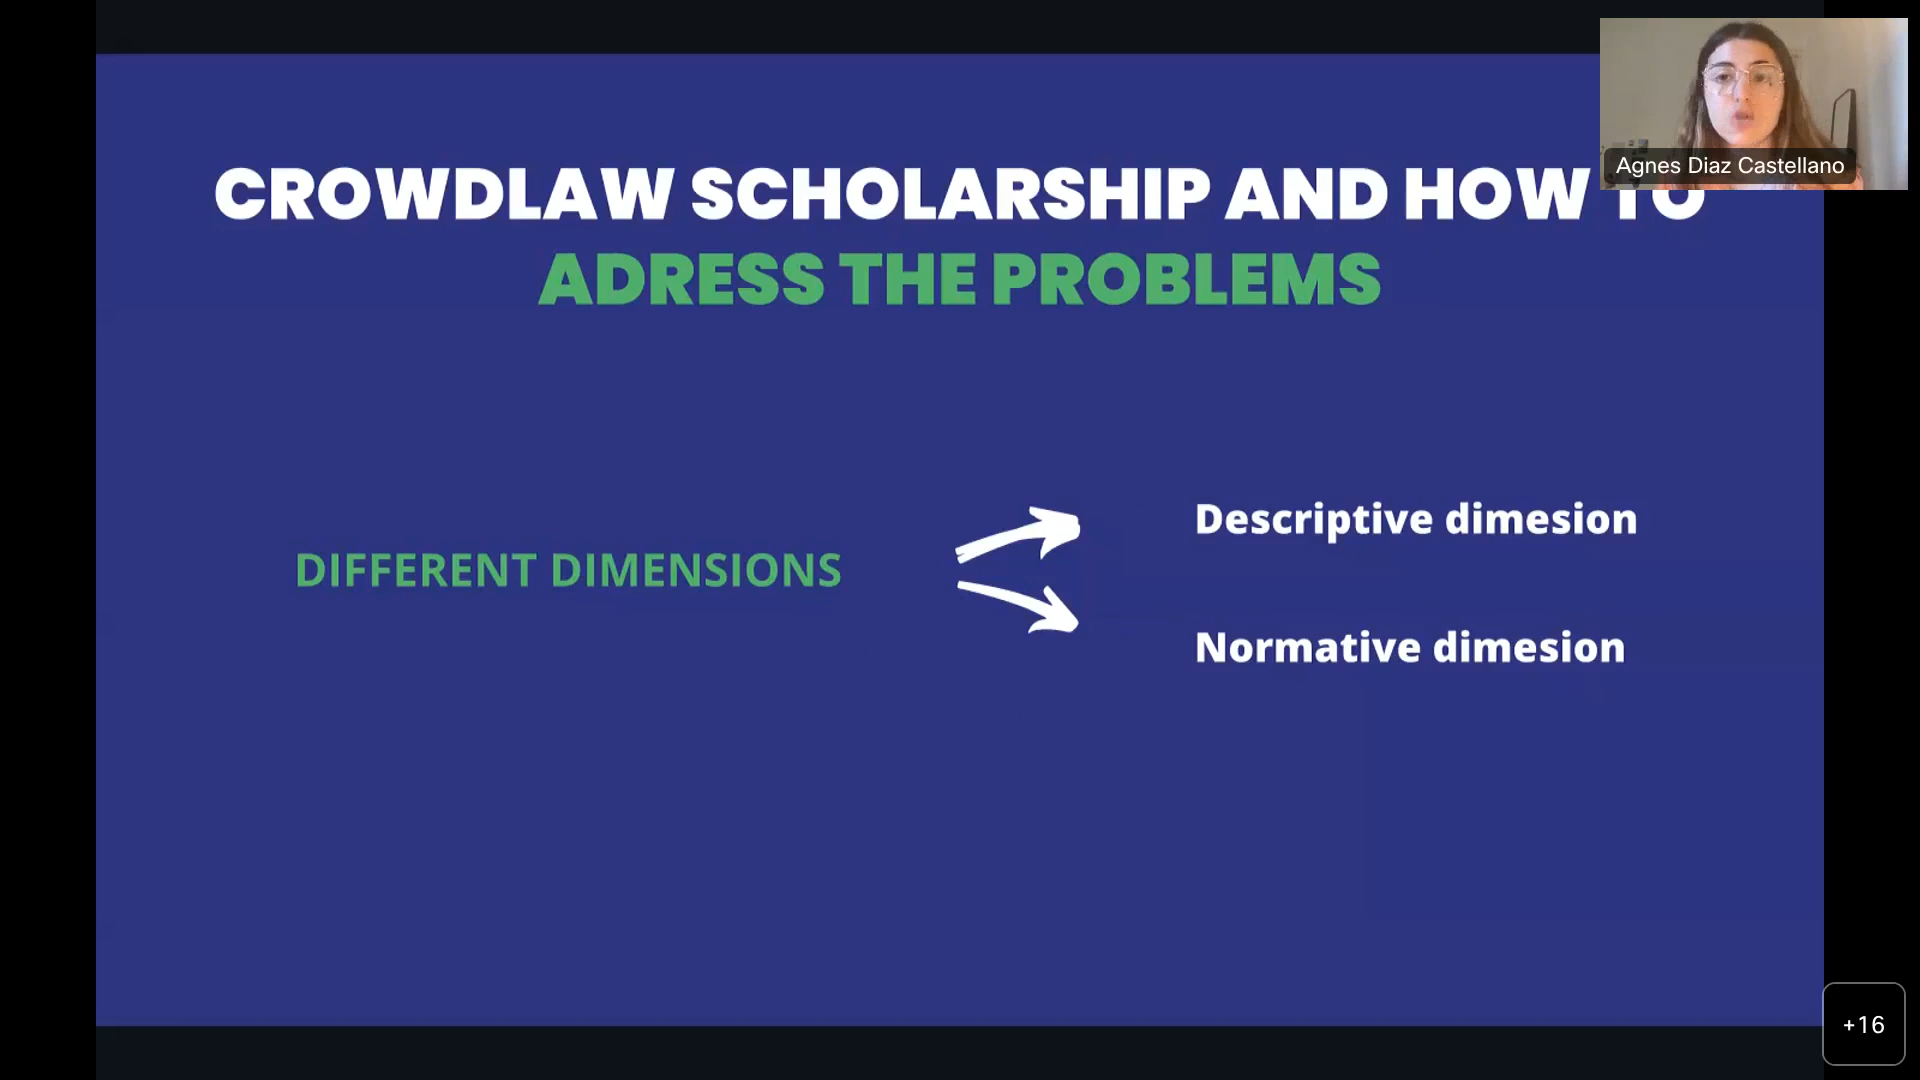 Agnes Diaz Castellano
CROWDLAW SCHOLARSHIP AND HOW TO
ADRESS THE PROBLEMS
Descriptive dimesion
DIFFERENT DIMENSIONS
Normative dimesion
+16